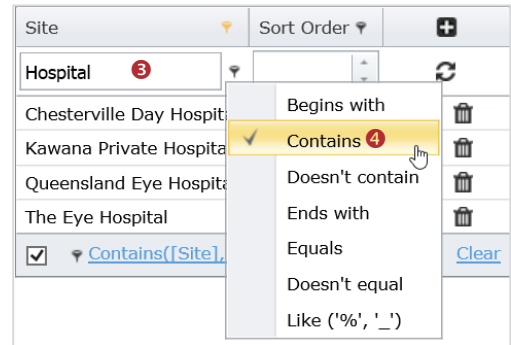 Site Sort Order
Hospital 3
Begins with
Chesterville Day Hospit
Contains 4
Kawana Private Hospita
Doesn't contain
Queensland Eye Hospita
Ends with
The Eye Hospital
Equals
Contains([Site], Clear
Doesn't equal
Like ('%', '_')